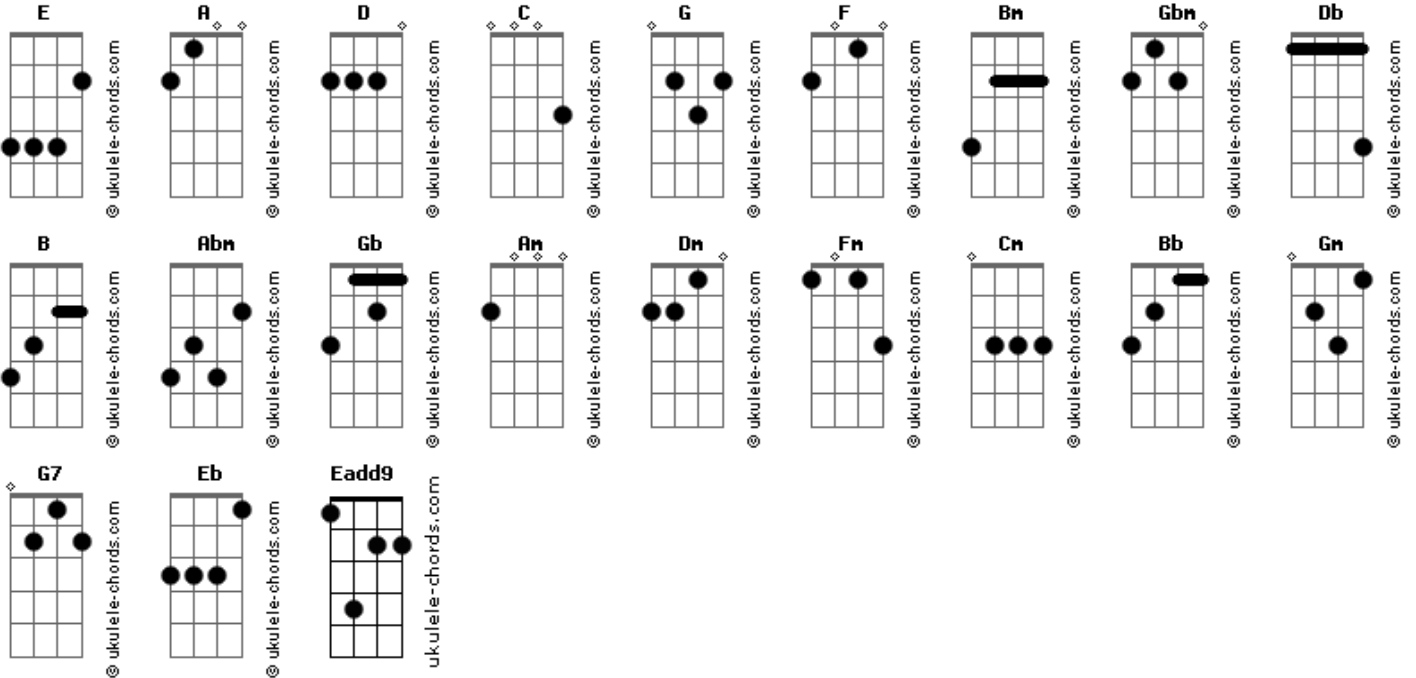 E A D C G F Bm Gbm Db
© ukulele-chords.com © ukulele-chords.com © ukulele-chords.com © ukulele-chords.com © ukulele-chords.com © ukulele-chords.com © ukulele-chords.com © ukulele-chords.com © ukulele-chords.com
B Abm Gb Am Dm Fm Cm Bb Gm
© ukulele-chords.com © ukulele-chords.com © ukulele-chords.com © ukulele-chords.com © ukulele-chords.com © ukulele-chords.com © ukulele-chords.com © ukulele-chords.com © ukulele-chords.com
G7 Eb Eadd9
© ukulele-chords.com © ukulele-chords.com ukulele-chords.com